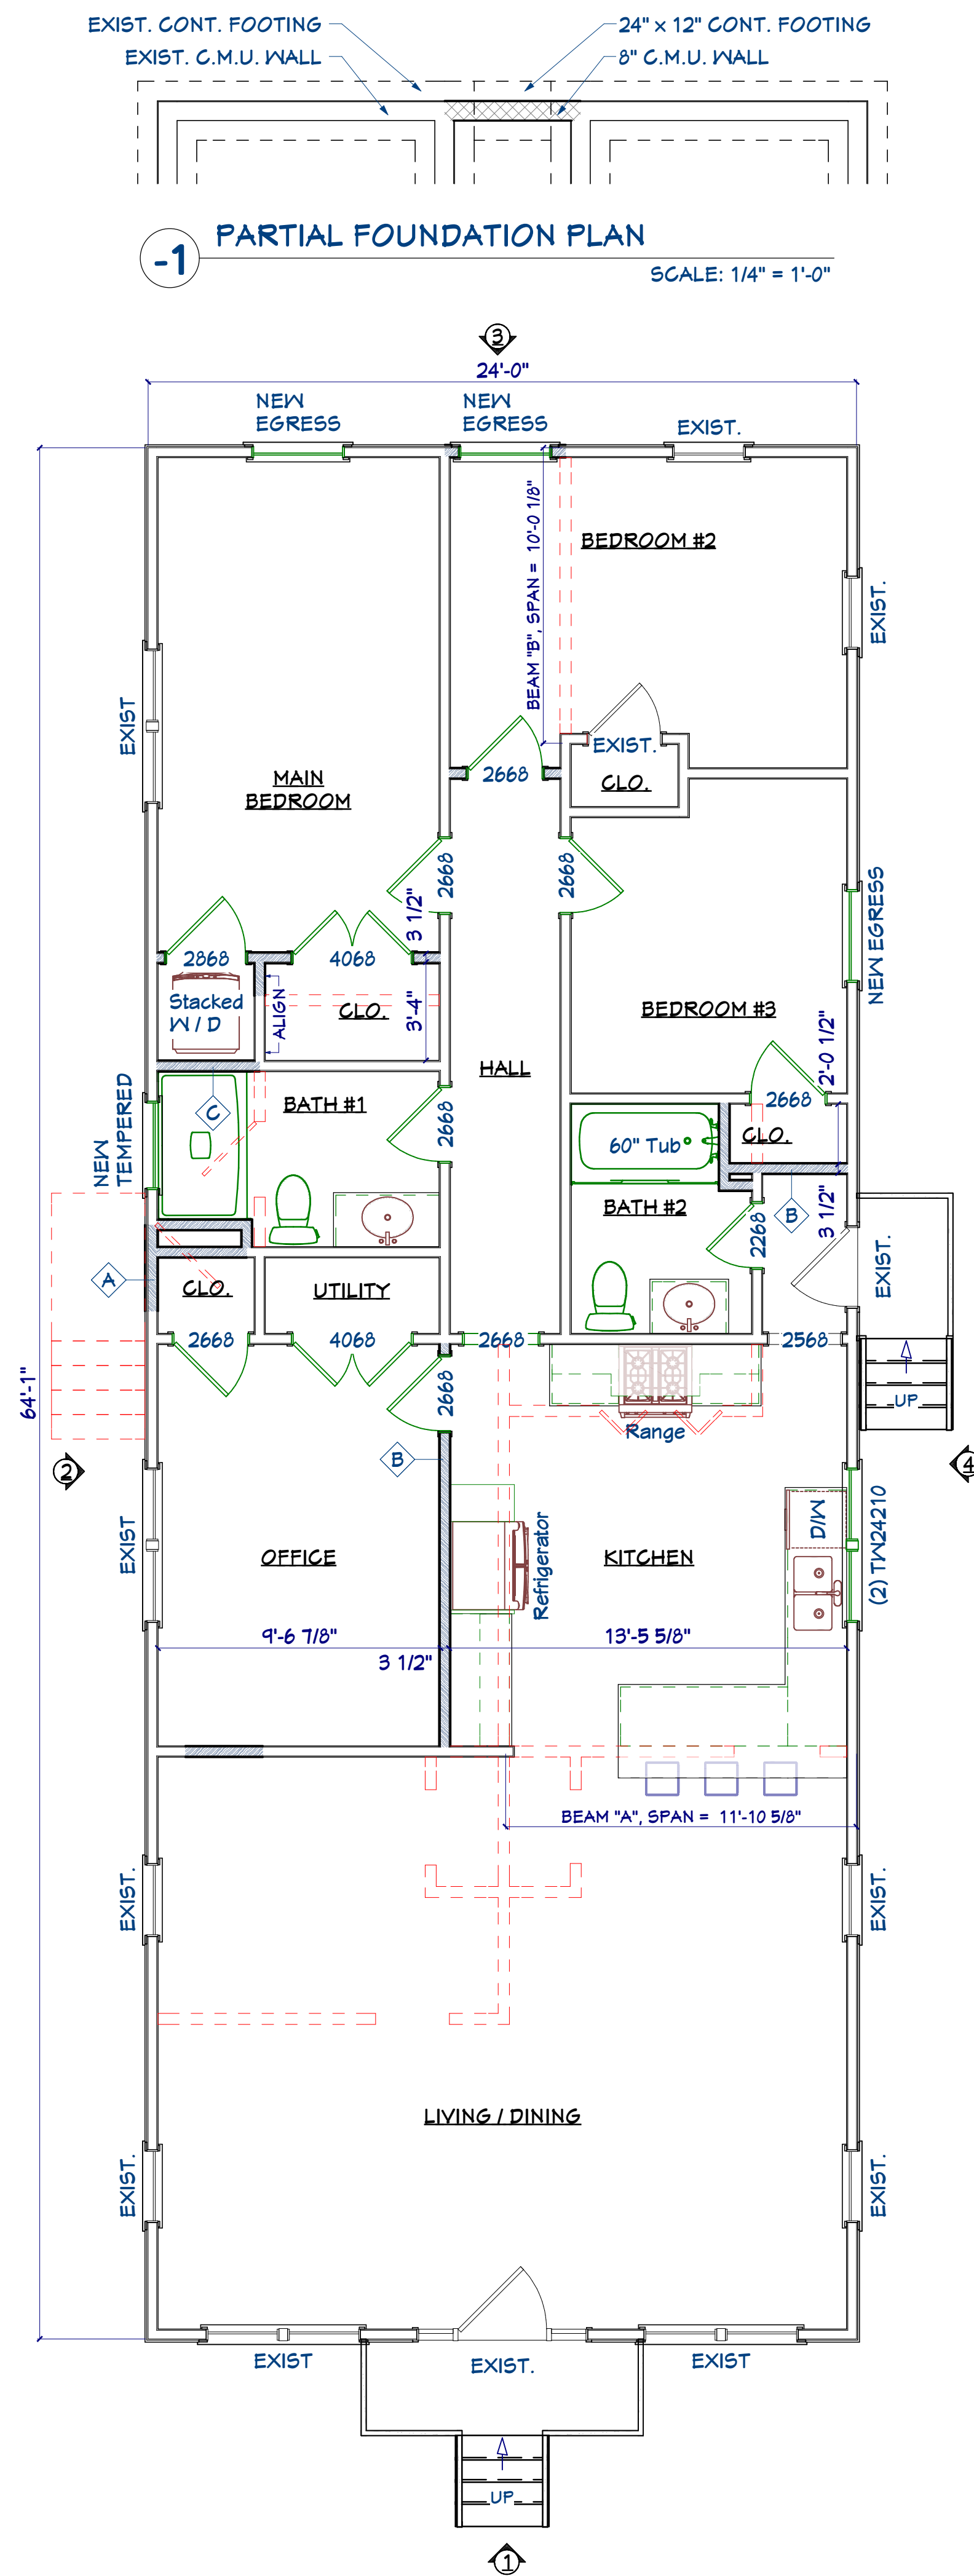 EXIST. CONT. FOOTING
24" x 12" CONT. FOOTING
EXIST. C.M.U. WALL
8" C.M.U. WALL
-1
PARTIAL FOUNDATION PLAN
SCALE: 1/4" = 1'-0"
3
24'-0"
NEW
EGRESS
NEW
EGRESS
EXIST.
BEDROOM #2
BEAM "B", SPAN = 10'-0 1/8"
EXIST.
EXIST
EXIST.
2668
CLO.
MAIN
BEDROOM
2668
2668
3 1/2"
NEW EGRESS
2868
4068
Stacked
W / D
ALIGN
CLO.
3'-4"
BEDROOM #3
HALL
2'-0 1/2"
2668
NEW
TEMPERED
C
BATH #1
2668
60" Tub
CLO.
BATH #2
B
3 1/2"
2268
A
EXIST.
CLO.
UTILITY
2668
4068
2668
2568
64'-1"
2668
UP
Range
B
2
4
EXIST
OFFICE
Refrigerator
KITCHEN
D/W
(2) TW24210
9'-6 7/8"
3 1/2"
13'-5 5/8"
BEAM "A", SPAN = 11'-10 5/8"
EXIST.
EXIST.
LIVING / DINING
EXIST.
EXIST.
EXIST
EXIST.
EXIST
UP
1